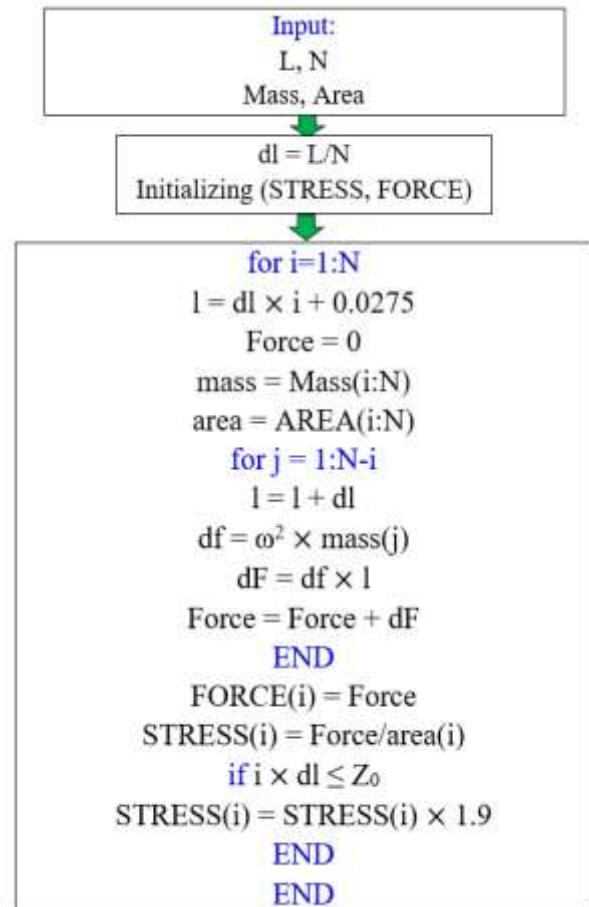 Input:
L, N
Mass, Area
dl = L/N
Initializing (STRESS, FORCE)
for i=1:N
l = dl × i + 0.0275
Force = 0
mass = Mass(i:N)
area = AREA(i:N)
for j = 1:N-i
l = l + dl
df = ω² × mass(j)
dF = df × l
Force = Force + dF
END
FORCE(i) = Force
STRESS(i) = Force/area(i)
if i × dl ≤ Z₀
STRESS(i) = STRESS(i) × 1.9
END
END